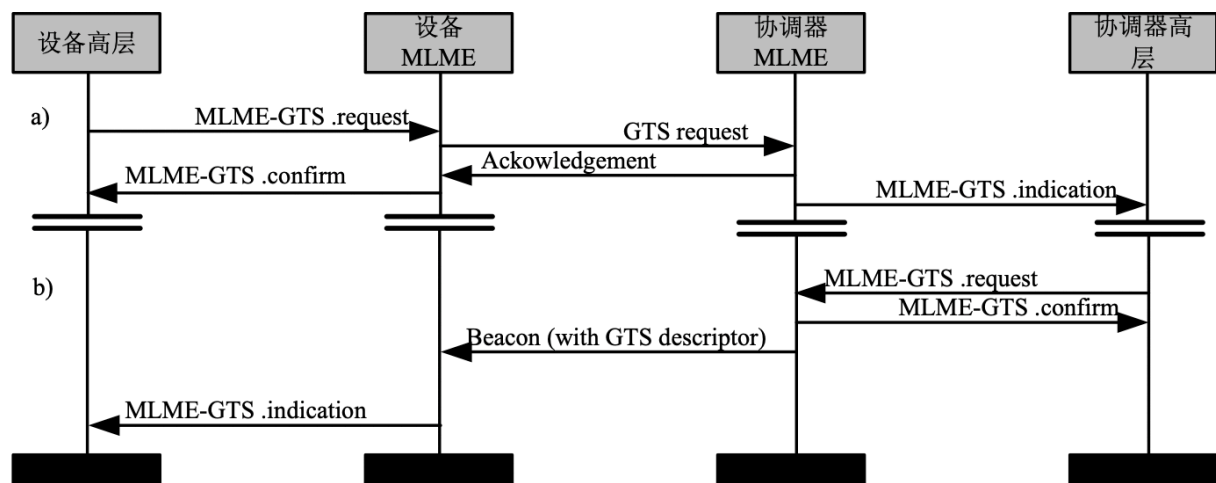 设备高层
设备
MLME
协调器
MLME
协调器高
层
a)
MLME-GTS .request
GTS request
Ackowledgement
MLME-GTS .confirm
MLME-GTS .indication
b)
MLME-GTS .request
MLME-GTS .confirm
Beacon (with GTS descriptor)
MLME-GTS .indication